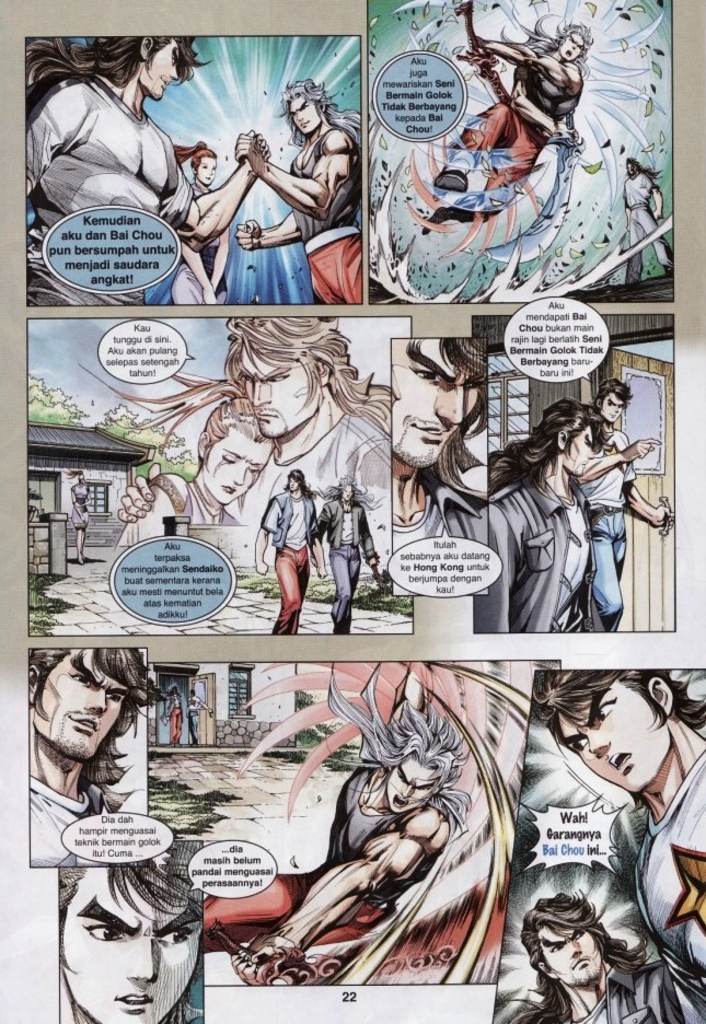 Kemudian
aku dan Bai Chou
pun bersumpah untuk
menjadi saudara
angkat!
Aku
juga
mewariskan Seni
Bermain Golok
Tidak Berbayang
kepada Bai
Chou!
Kau
tunggu di sini.
Aku akan pulang
selepas setengah
tahun!
Aku
terpaksa
meninggalkan Sendaiko
buat sementara kerana
aku mesti menuntut bela
atas kematian
adikku!
Itulah
sebabnya aku datang
ke Hong Kong untuk
berjumpa dengan
kau!
Aku
mendapati Bai
Chou bukan main
rajin lagi berlatih Seni
Bermain Golok Tidak
Berbayang baru-
baru ini!
Dia dah
hampir menguasai
teknik bermain golok
itu! Cuma ...
...dia
masih belum
pandai menguasai
perasaannya!
Wah!
Garangnya
Bai Chou ini...
22